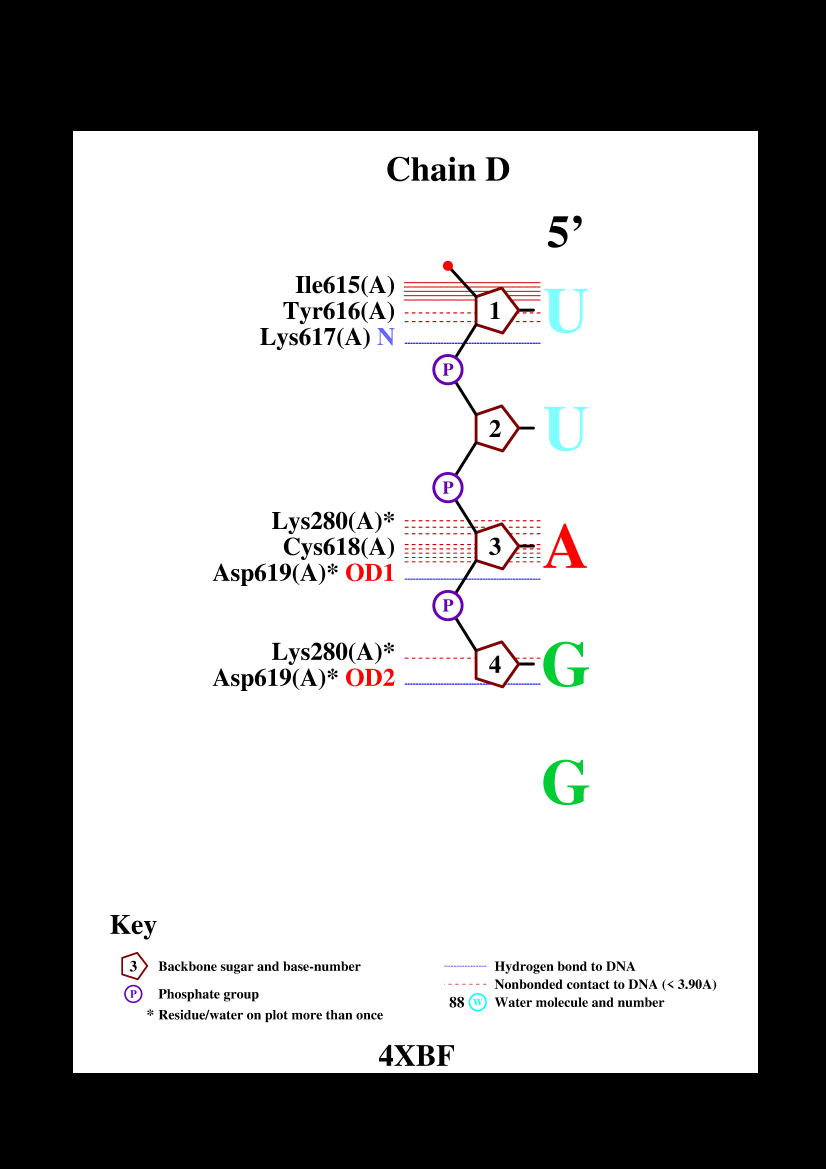 Chain D
5’
Ile615(A)
Tyr616(A)
Lys617(A) N
1 U
P
2 U
P
Lys280(A)*
Cys618(A)
Asp619(A)* OD1
3 A
P
Lys280(A)*
Asp619(A)* OD2
4 G
G
Key
3 Backbone sugar and base-number
P Phosphate group
* Residue/water on plot more than once
Hydrogen bond to DNA
Nonbonded contact to DNA (< 3.90A)
88 W Water molecule and number
4XBF